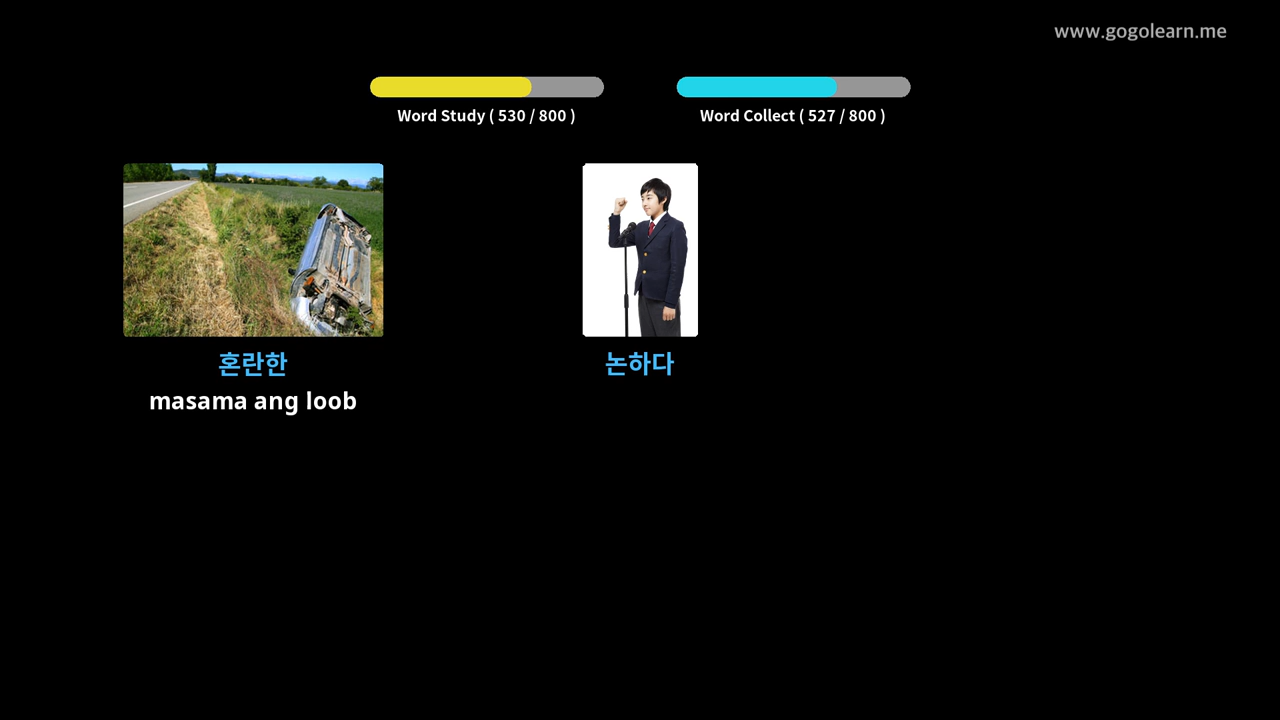 www.gogolearn.me
Word Study ( 530 / 800 )
Word Collect ( 527 / 800 )
혼란한
masama ang loob
논하다